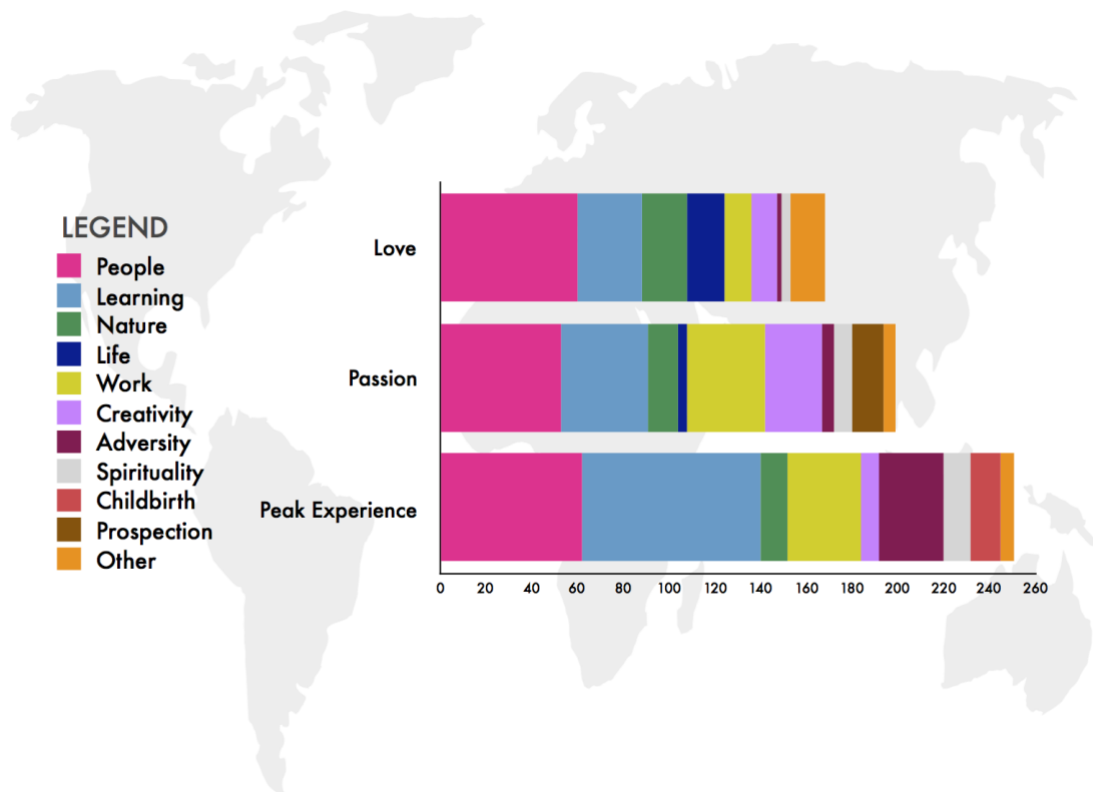 LEGEND
People
Learning
Nature
Life
Work
Creativity
Adversity
Spirituality
Childbirth
Prospection
Other
Love
Passion
Peak Experience
0 20 40 60 80 100 120 140 160 180 200 220 240 260